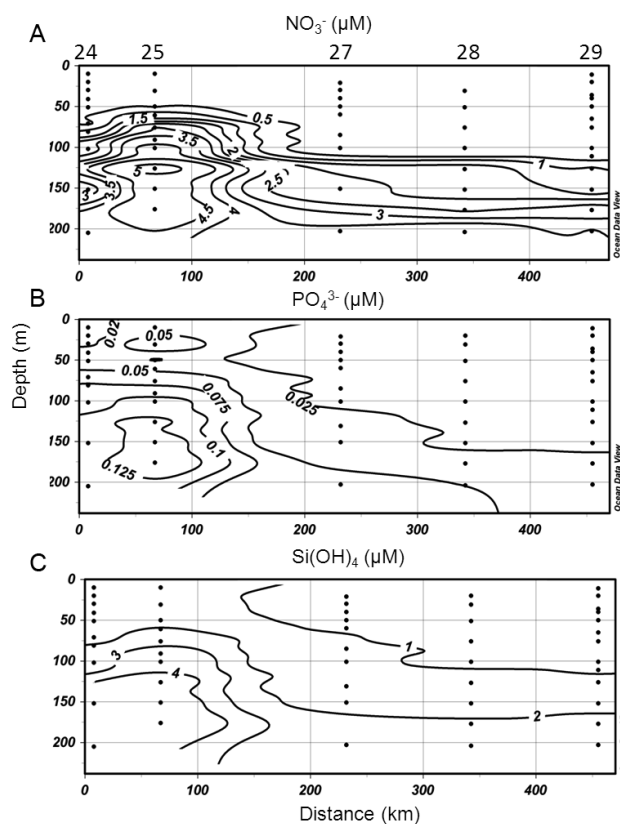 NO₃⁻ (µM)
A
24 25 27 28 29
0
50
100
150
200
0.5
1.5
3.5
2
5
3
3.5
4.5
4
2.5
3
1
0 100 200 300 400
Ocean Data View
B
PO₄³⁻ (µM)
0
50
100
150
200
0.02
0.05
0.05
0.075
0.1
0.125
0.025
0 100 200 300 400
Ocean Data View
Depth (m)
C
Si(OH)₄ (µM)
0
50
100
150
200
3
4
1
2
0 100 200 300 400
Distance (km)